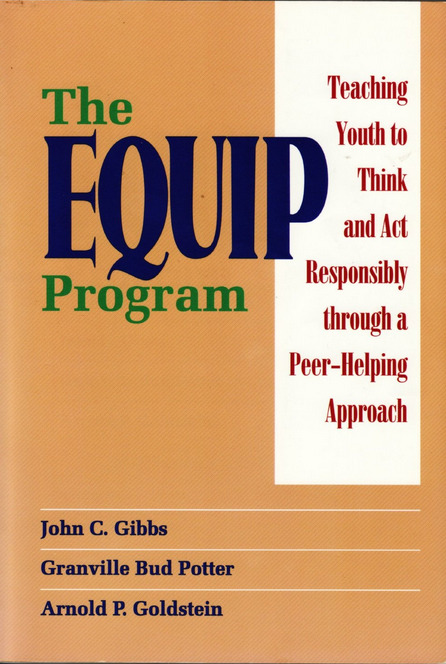 The
EQUIP
Program
Teaching
Youth to
Think
and Act
Responsibly
through a
Peer-Helping
Approach
John C. Gibbs
Granville Bud Potter
Arnold P. Goldstein